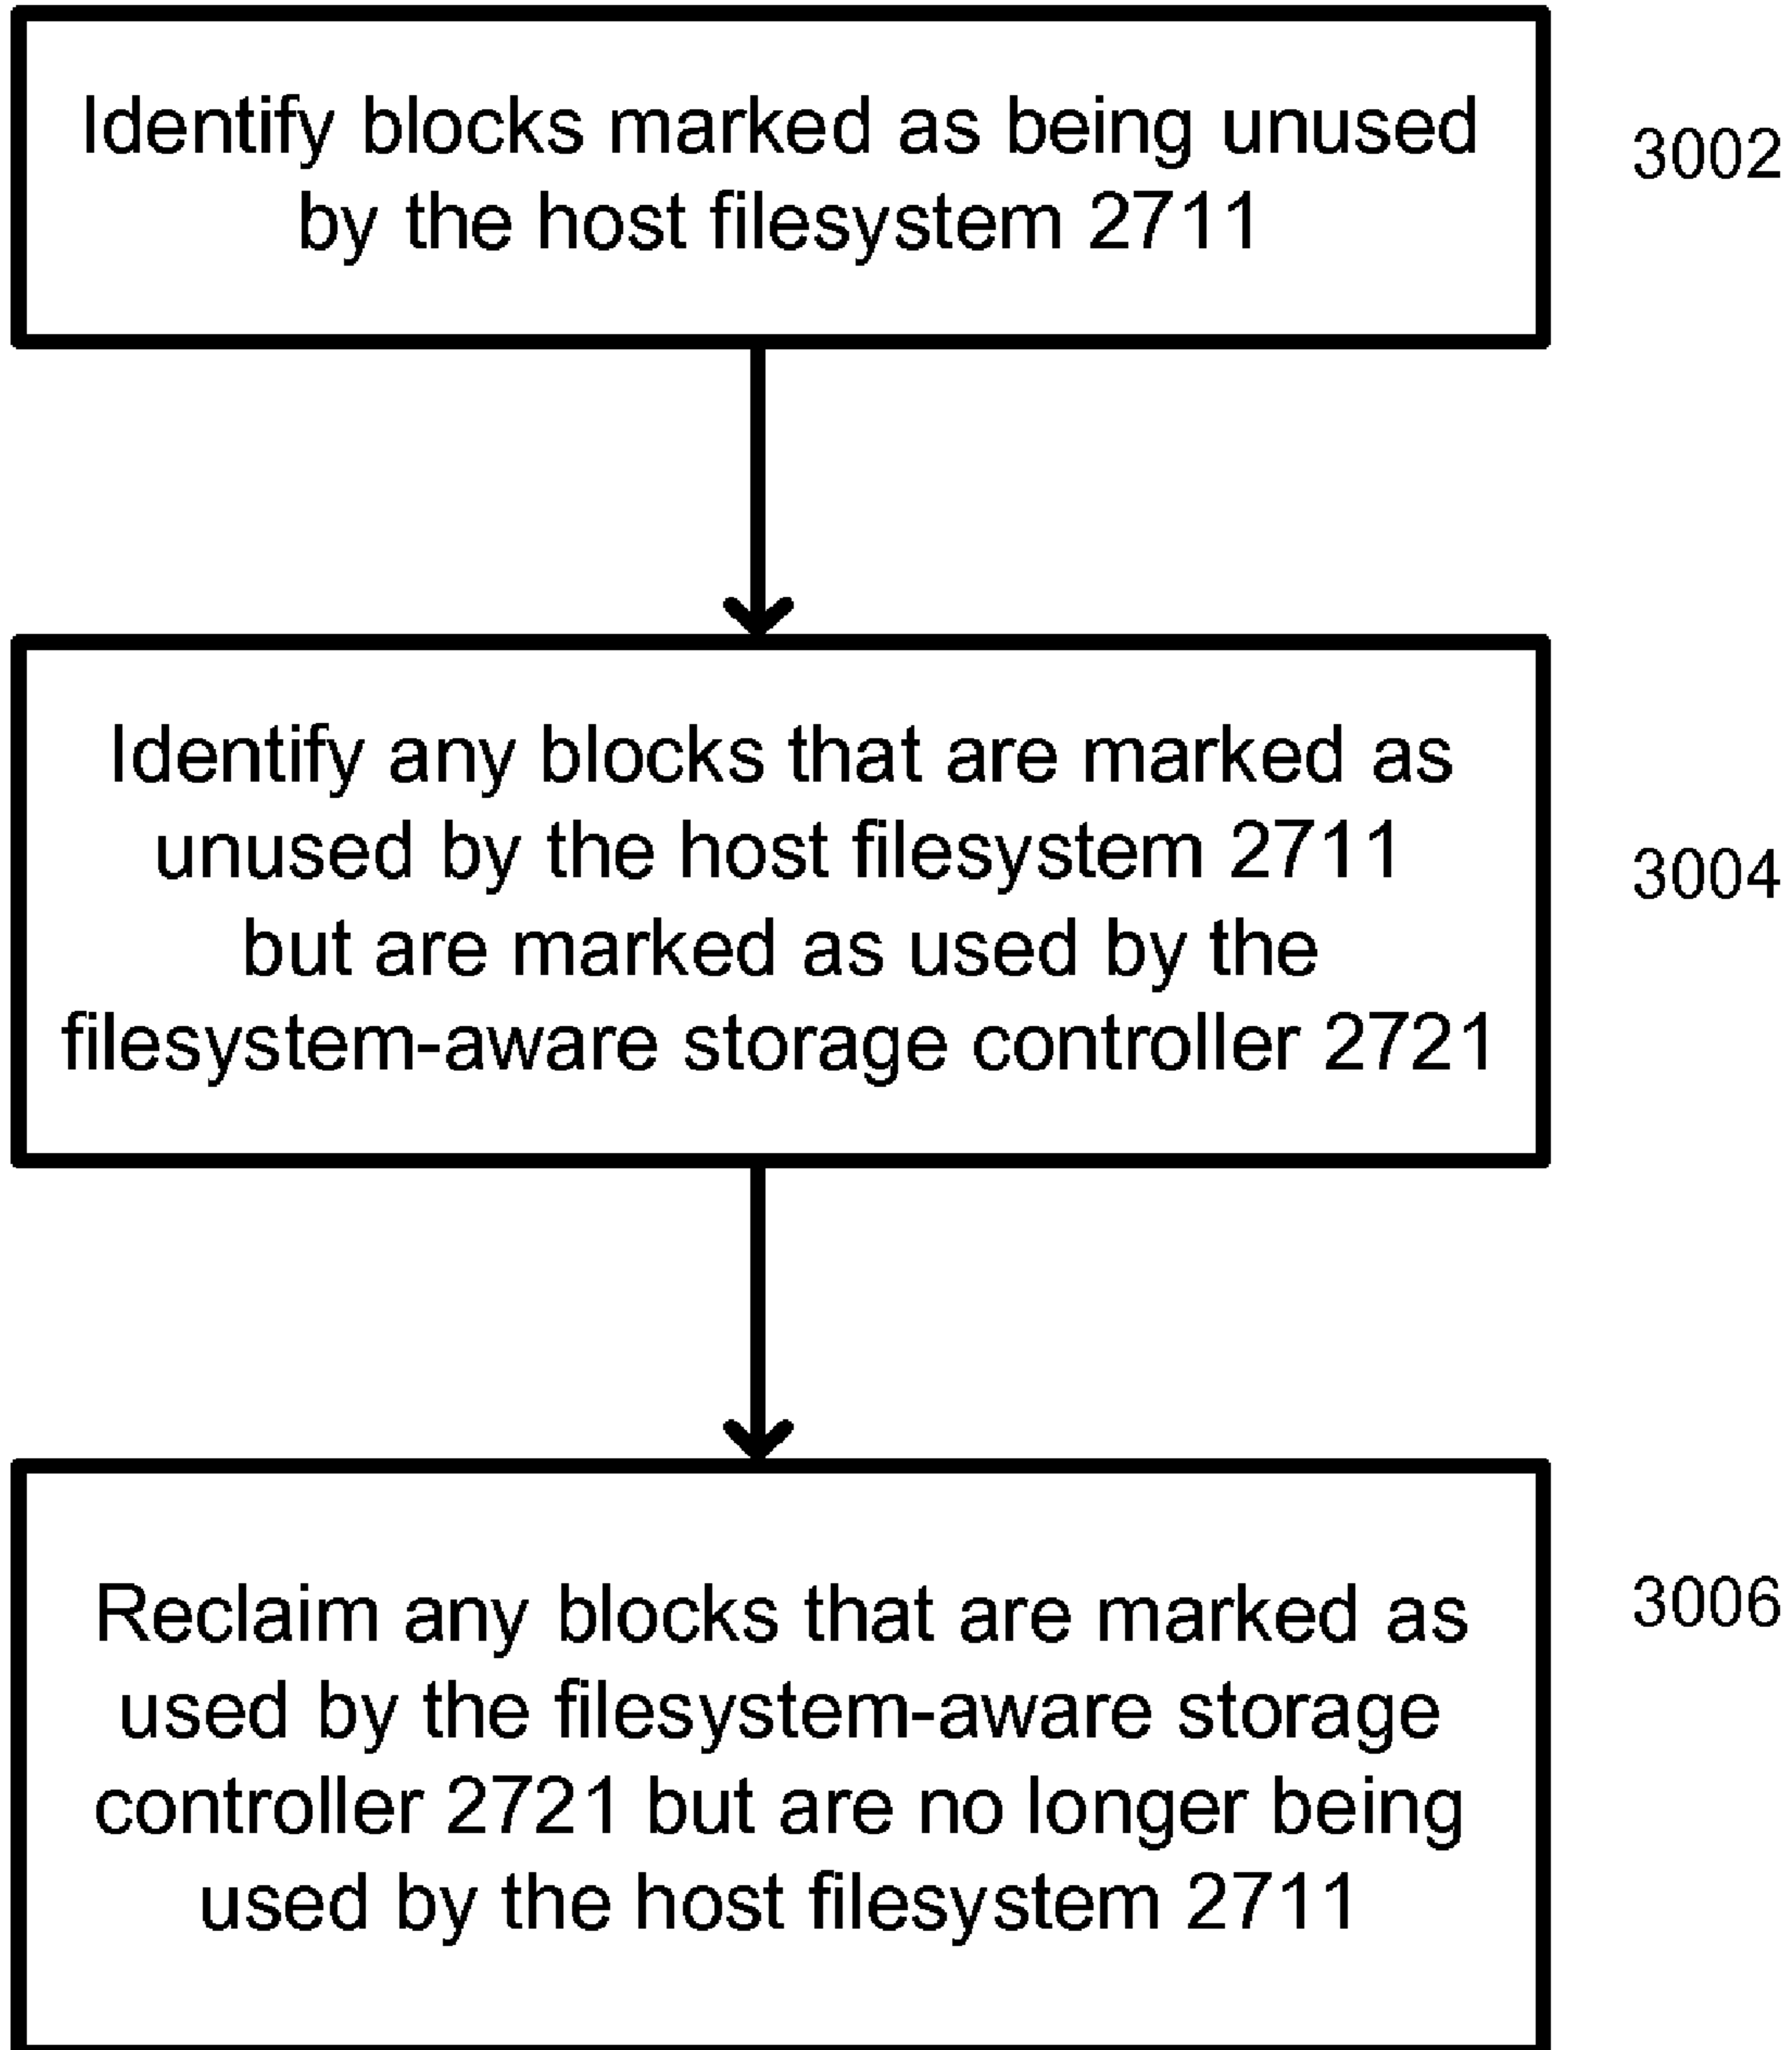 Identify blocks marked as being unused
by the host filesystem 2711
3002
Identify any blocks that are marked as
unused by the host filesystem 2711
but are marked as used by the
filesystem-aware storage controller 2721
3004
Reclaim any blocks that are marked as
used by the filesystem-aware storage
controller 2721 but are no longer being
used by the host filesystem 2711
3006